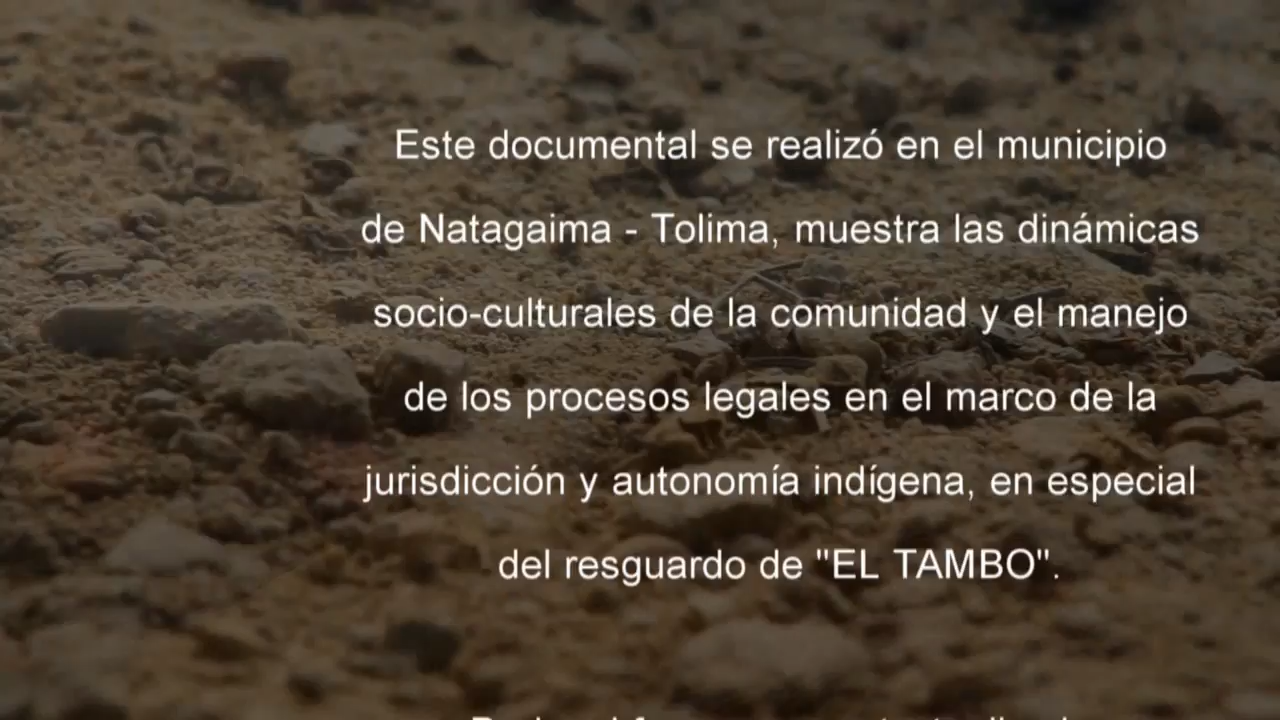 Este documental se realizó en el municipio
de Natagaima - Tolima, muestra las dinámicas
socio-culturales de la comunidad y el manejo
de los procesos legales en el marco de la
jurisdicción y autonomía indígena, en especial
del resguardo de "EL TAMBO".